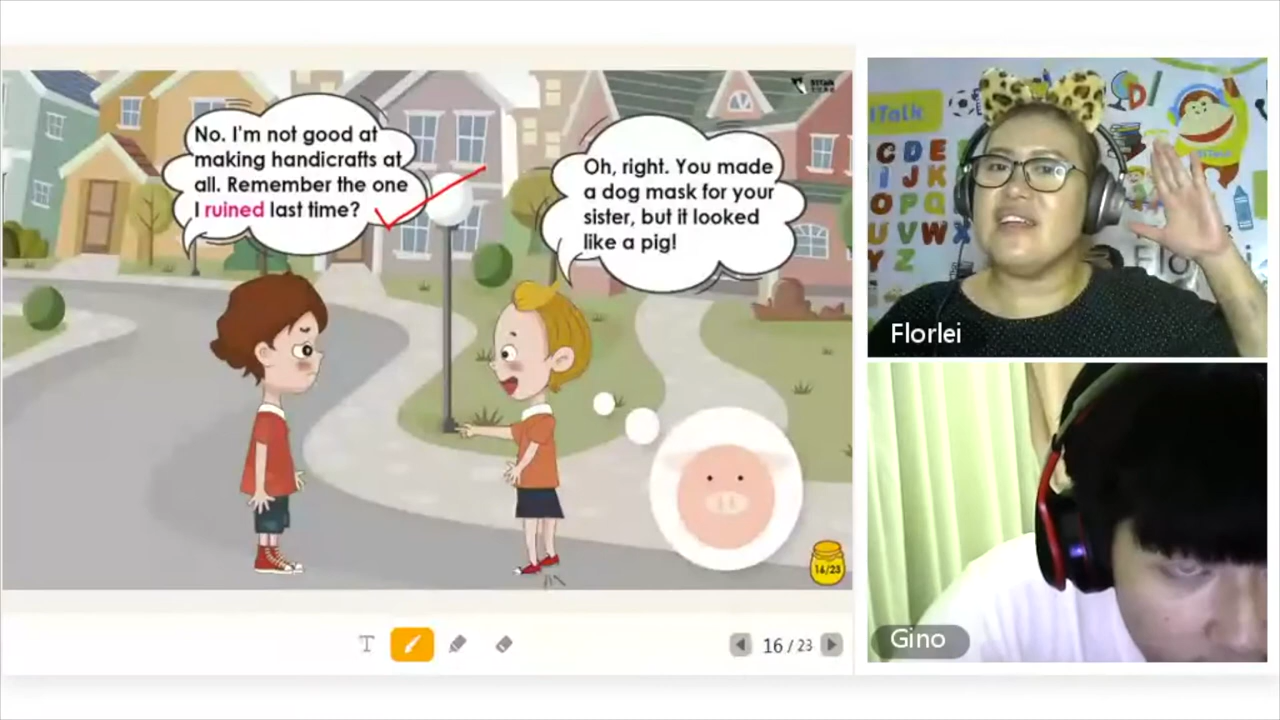 No. I'm not good at
making handicrafts at
all. Remember the one
I ruined last time?
Oh, right. You made
a dog mask for your
sister, but it looked
like a pig!
16/23
16 / 23
T
1Talk
C D E
I J K
O P Q
U V W X
Y Z
Florlei
Gino